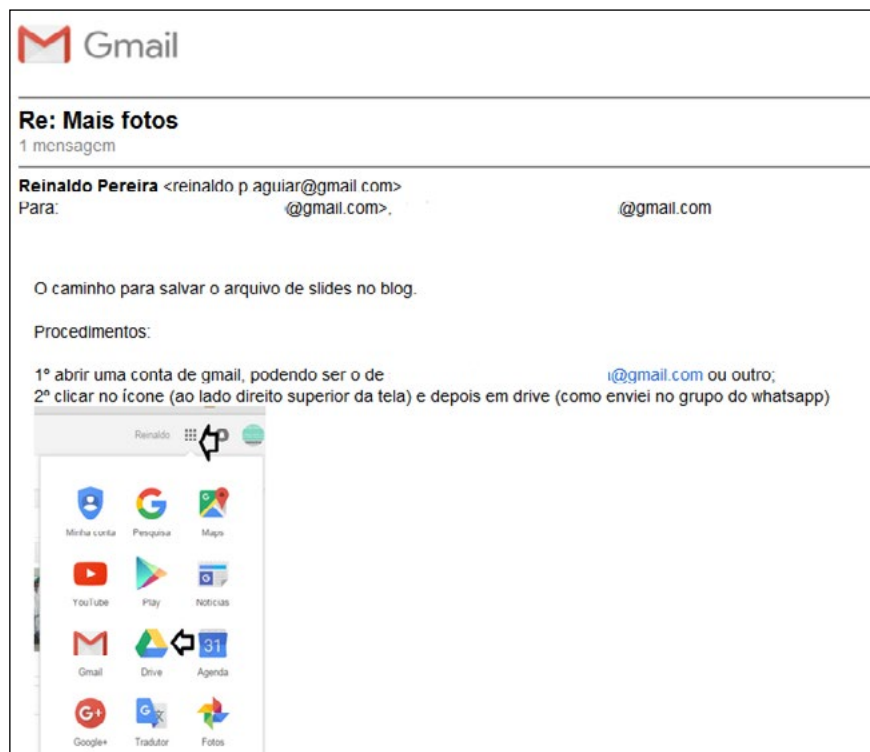 Gmail
Re: Mais fotos
1 mensagem
Reinaldo Pereira <reinaldo p aguiar@gmail com>
Para: @gmail.com>, @gmail.com
O caminho para salvar o arquivo de slides no blog.
Procedimentos:
1º abrir uma conta de gmail, podendo ser o de @gmail.com ou outro;
2º clicar no ícone (ao lado direito superior da tela) e depois em drive (como enviei no grupo do whatsapp)
Reinaldo
Minha conta Pesquisa Maps
YouTube Play Notícias
31
Gmail Drive Agenda
G+
Google+ Tradutor Fotos